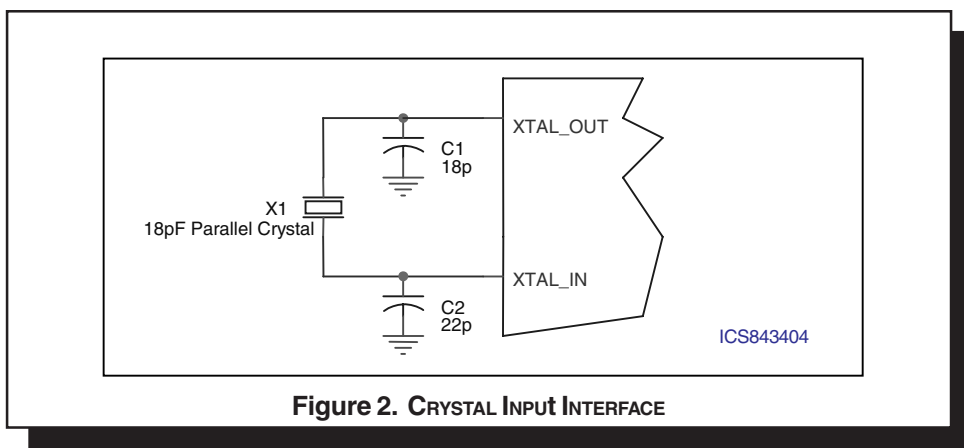 XTAL_OUT
C1
18p
X1
18pF Parallel Crystal
XTAL_IN
C2
22p
ICS843404
Figure 2. CRYSTAL INPUt INTERFACE